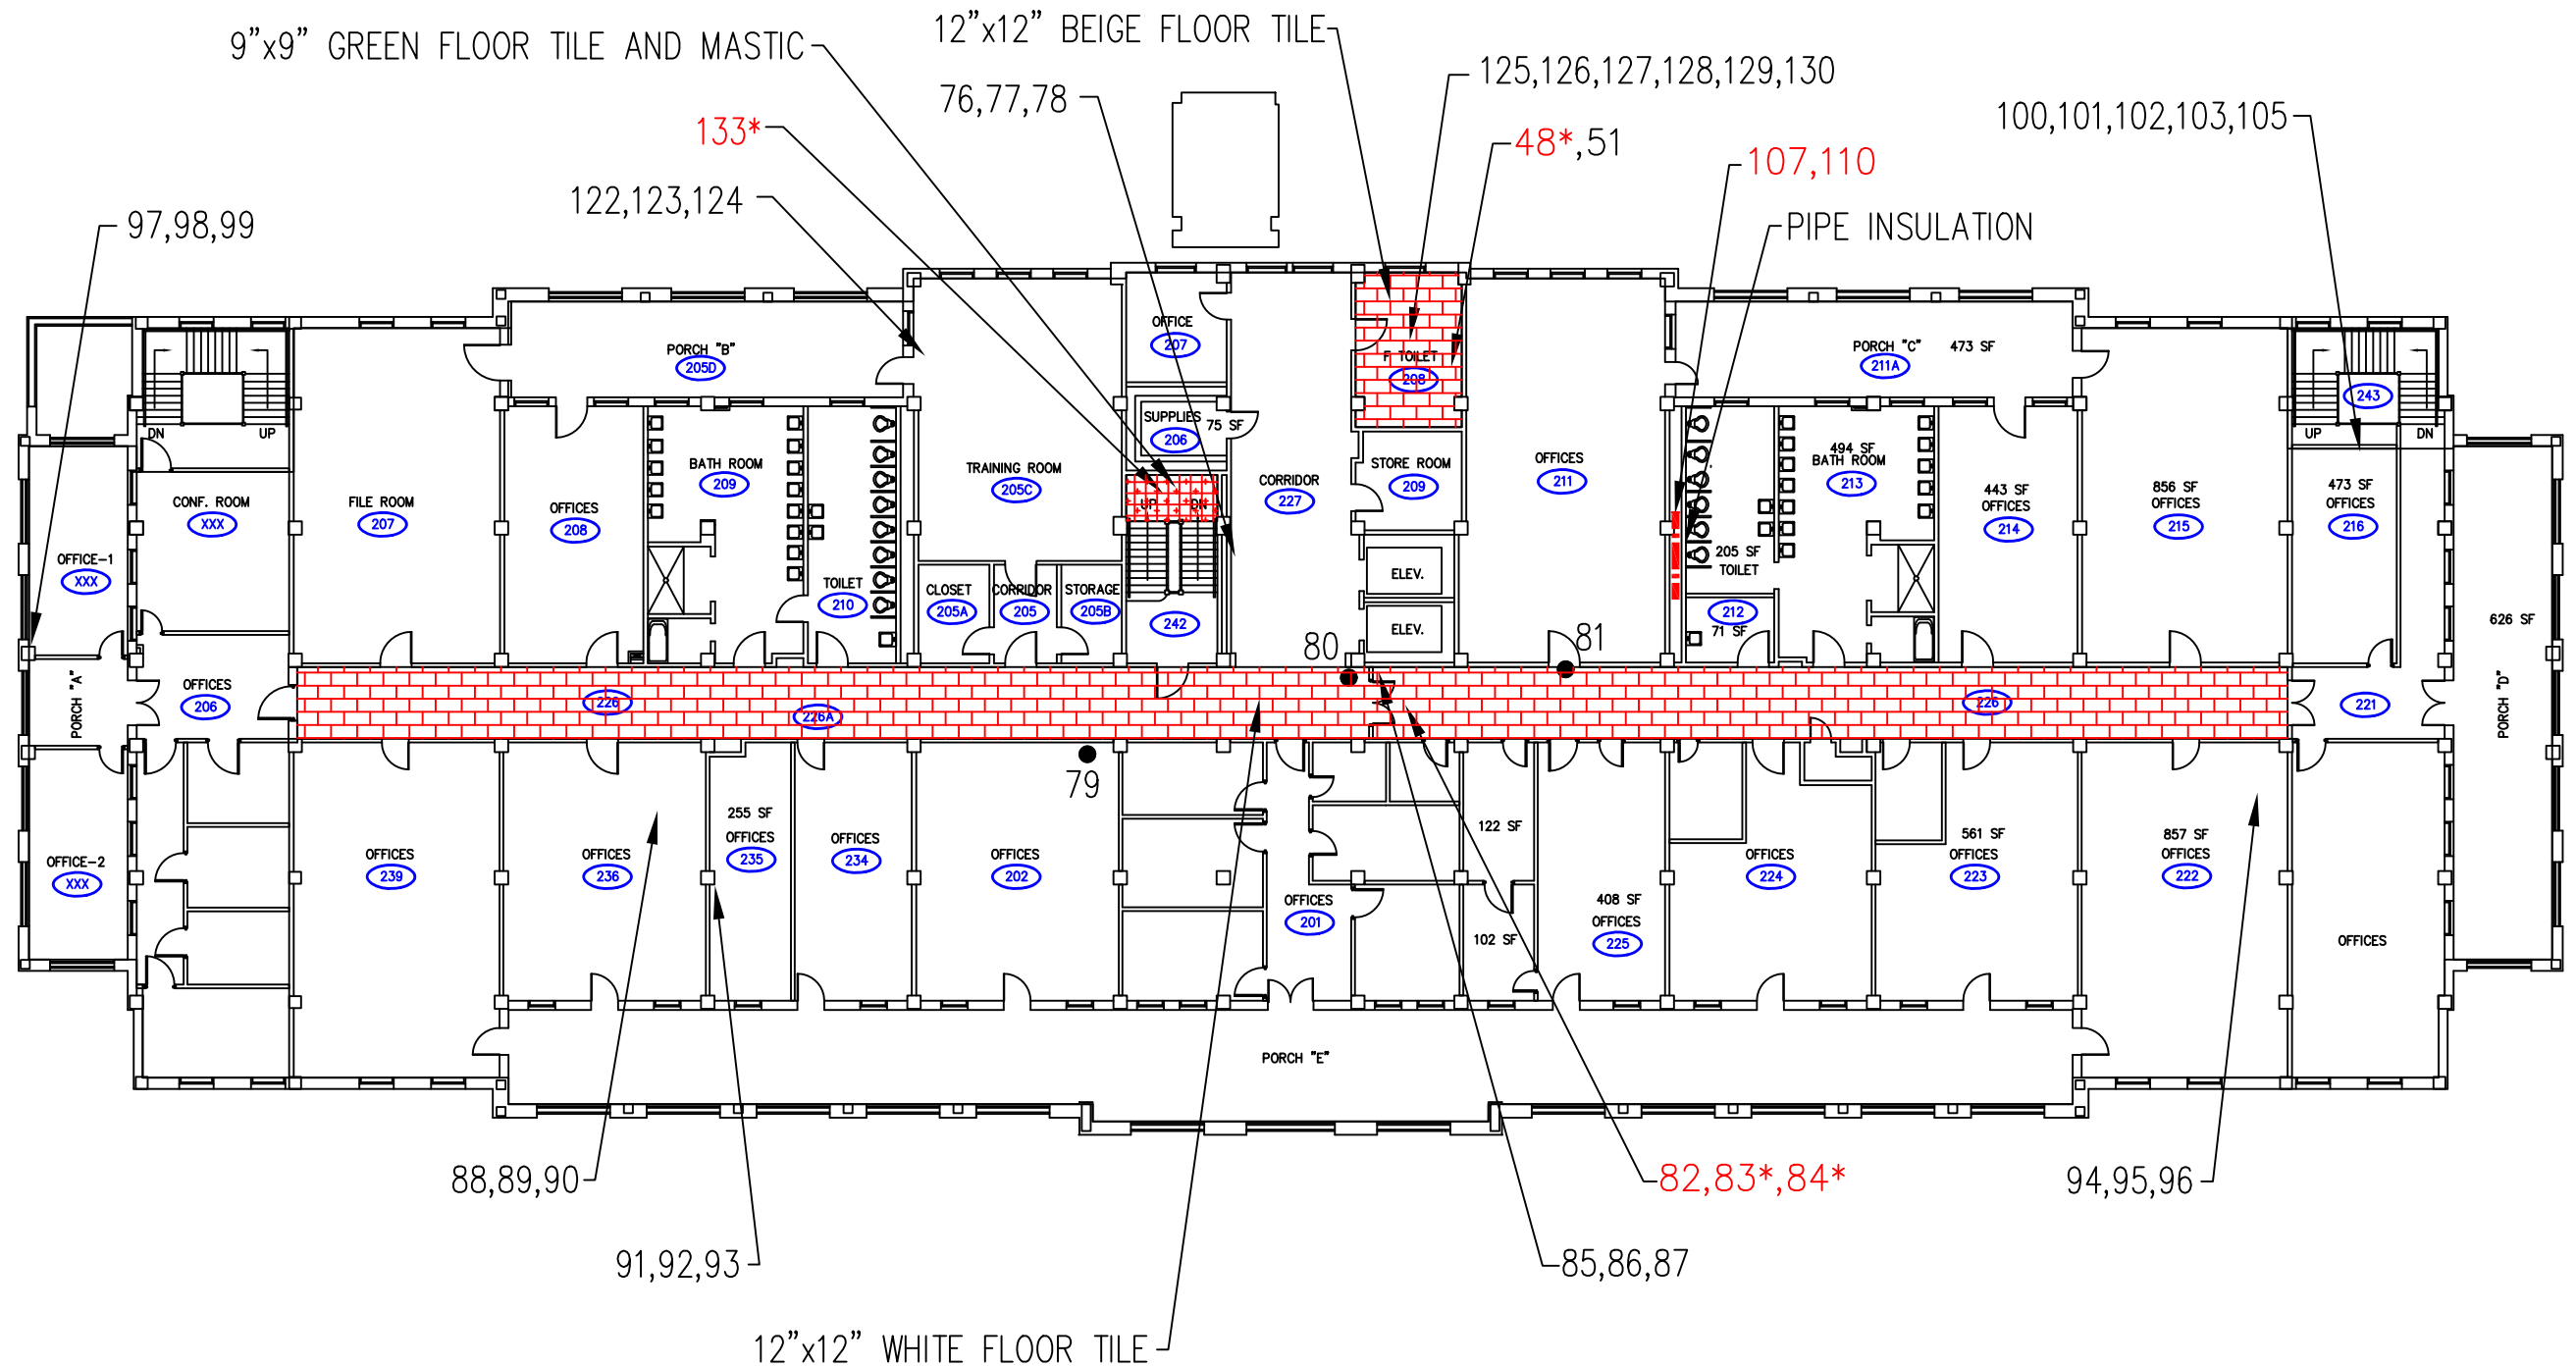 12"x12" BEIGE FLOOR TILE
9"x9" GREEN FLOOR TILE AND MASTIC
125,126,127,128,129,130
76,77,78
100,101,102,103,105
133*
48*,51
107,110
122,123,124
97,98,99
PIPE INSULATION
OFFICE
207
PORCH "B"
205D
F TOILET
208
PORCH "C" 473 SF
211A
243
DN UP
SUPPLIES
206
75 SF
UP DN
BATH ROOM
209
TRAINING ROOM
205C
CORRIDOR
227
STORE ROOM
209
OFFICES
211
494 SF
BATH ROOM
213
CONF. ROOM
XXX
FILE ROOM
207
OFFICES
208
UP DN
443 SF
OFFICES
214
856 SF
OFFICES
215
473 SF
OFFICES
216
OFFICE-1
XXX
TOILET
210
CLOSET
205A
CORRIDOR
205
STORAGE
205B
242
ELEV.
ELEV.
205 SF
TOILET
212
71 SF
626 SF
80
81
PORCH "A"
OFFICES
206
226
226A
"A"
226
221
PORCH "D"
79
255 SF
OFFICES
235
OFFICES
234
122 SF
561 SF
OFFICES
223
857 SF
OFFICES
222
OFFICE-2
XXX
OFFICES
239
OFFICES
236
OFFICES
202
OFFICES
224
OFFICES
201
408 SF
OFFICES
225
102 SF
OFFICES
PORCH "E"
88,89,90
82,83*,84*
94,95,96
91,92,93
85,86,87
12"x12" WHITE FLOOR TILE